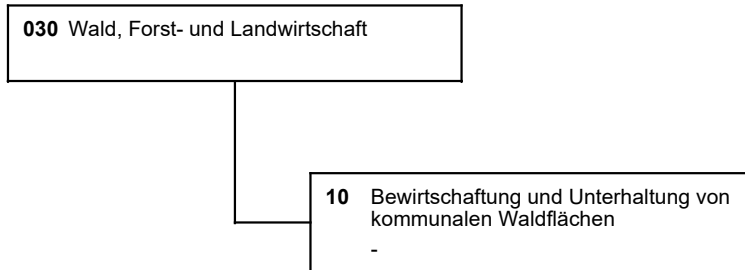 030 Wald, Forst- und Landwirtschaft
10 Bewirtschaftung und Unterhaltung von
kommunalen Waldflächen
-